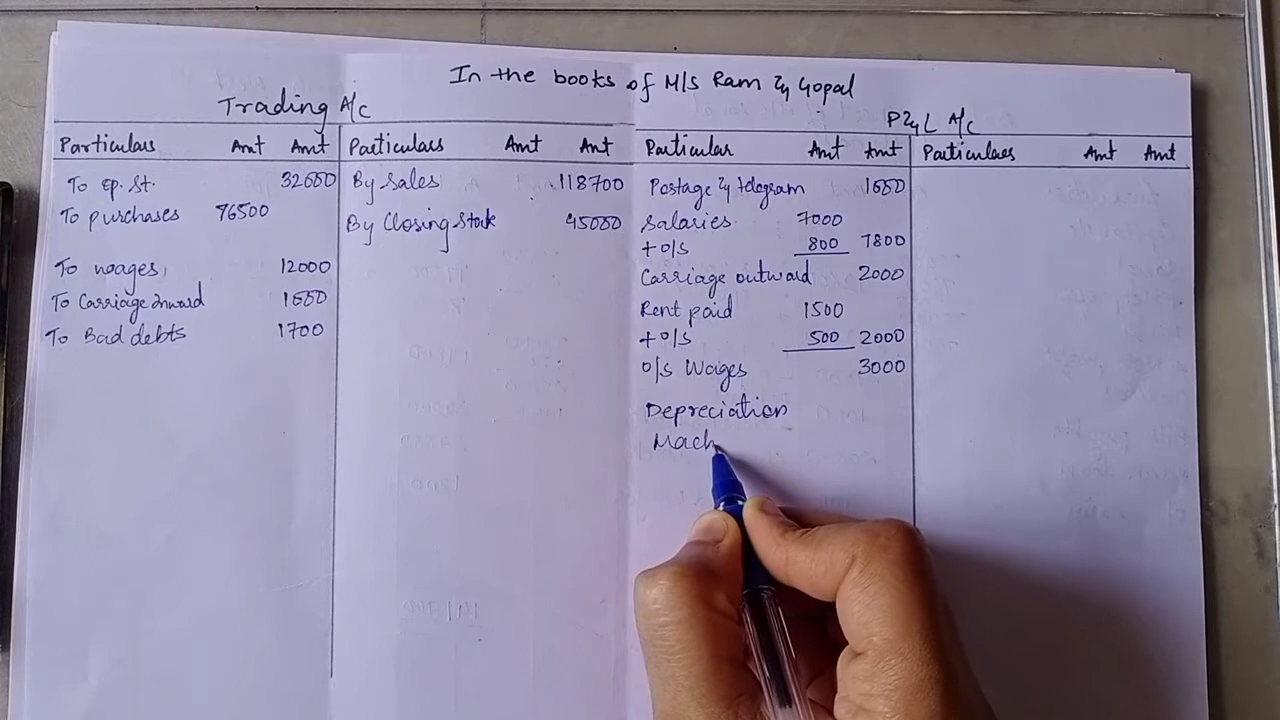 In the books of M/s Ram & Gopal
Trading A/c
Particulars Amt Amt Particulars Amt Amt
To op. st. 32000 By Sales 118700
To purchases 76500 By Closing Stock 45000
To wages, 12000
To Carriage Inward 1600
To Bad debts 1700
P&L A/c
Particular Amt Amt Particulars Amt Amt
Postage & telegram 1600
Salaries 7000
+ O/S 800 7800
Carriage outward 2000
Rent paid 1500
+ O/S 500 2000
O/S Wages 3000
Depreciation
Mach